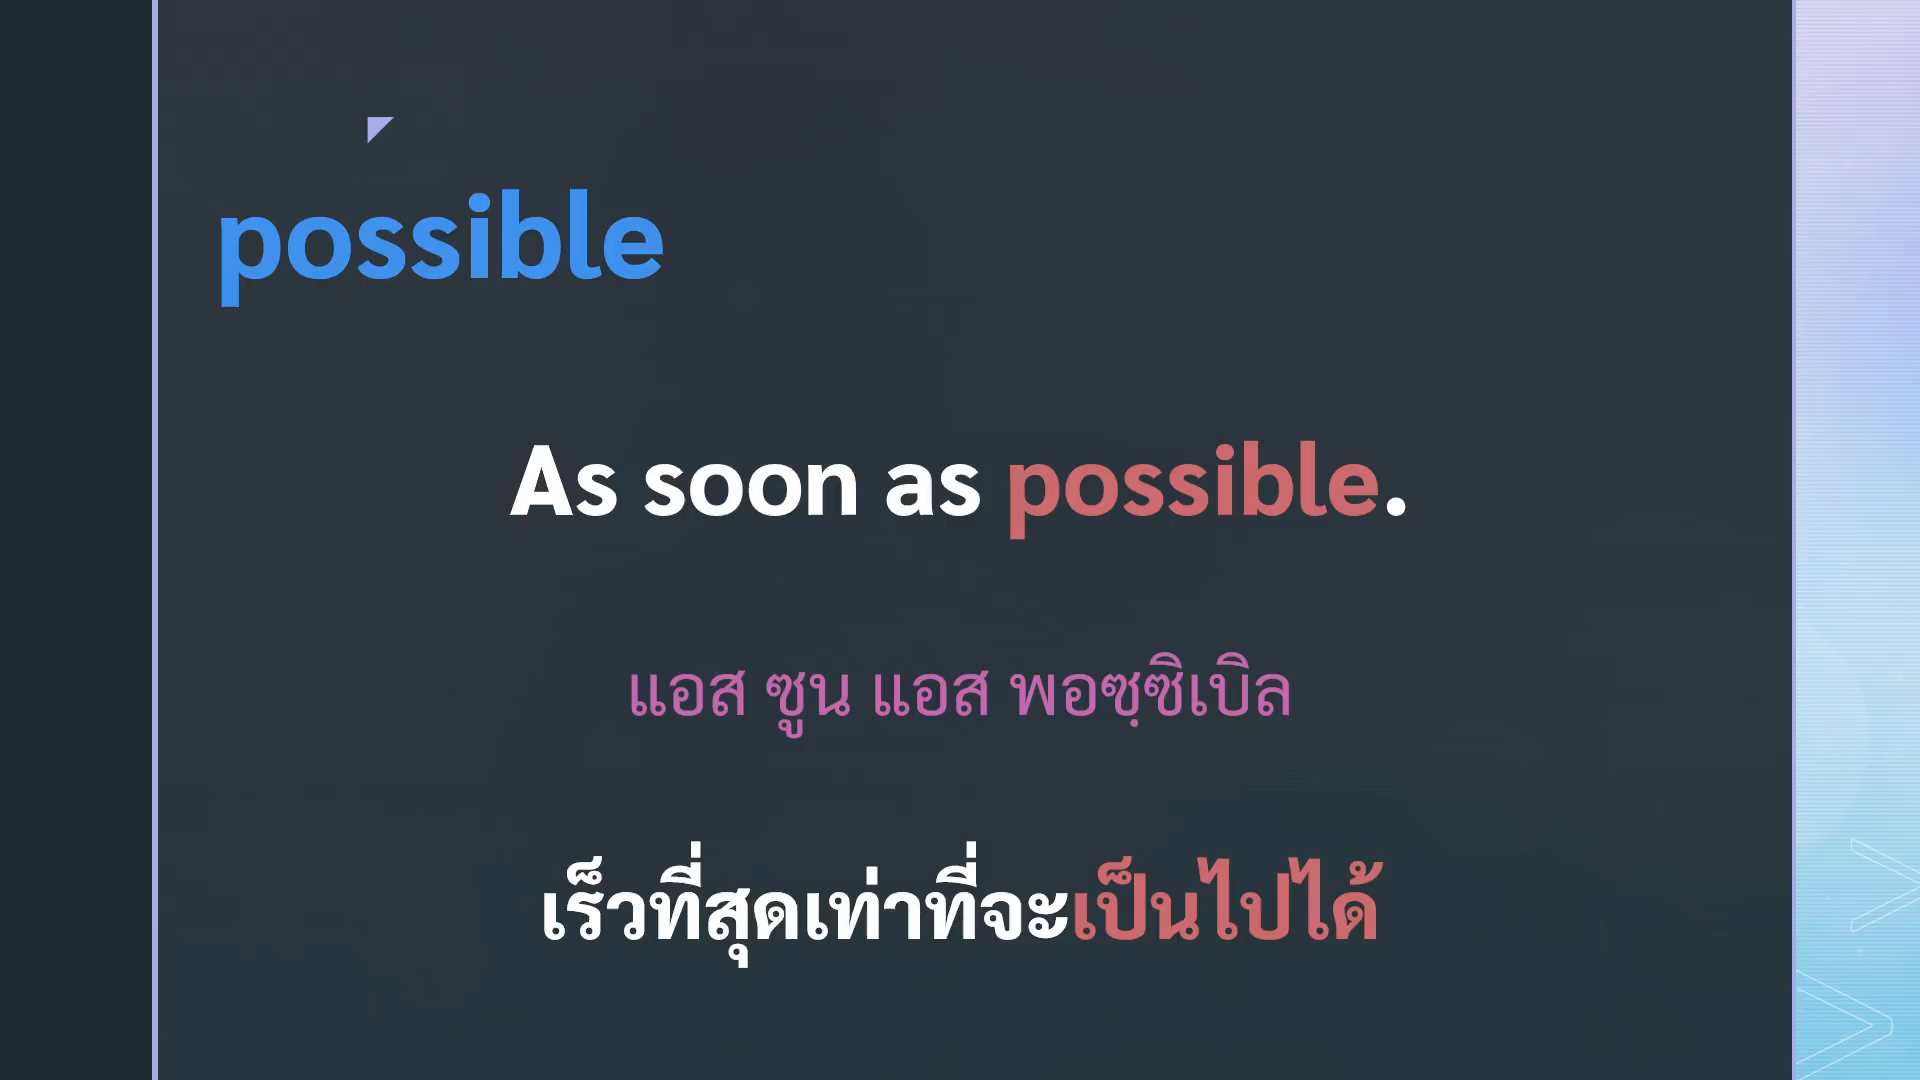 possible
As soon as possible.
แอส ซูน แอส พอซฺซิเบิล
เร็วที่สุดเท่าที่จะเป็นไปได้